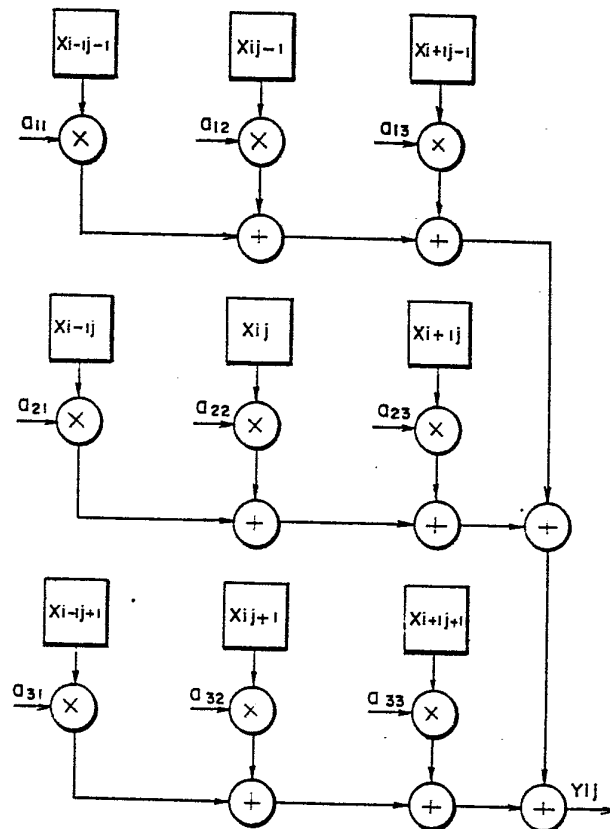 Xi-1j-1 Xij-1 Xi+1j-1
a11 × a12 × a13 ×
+ +
Xi-1j Xij Xi+1j
a21 × a22 × a23 ×
+ + +
Xi-1j+1 Xij+1 Xi+1j+1
a31 × a32 × a33 ×
Yij
+ + +